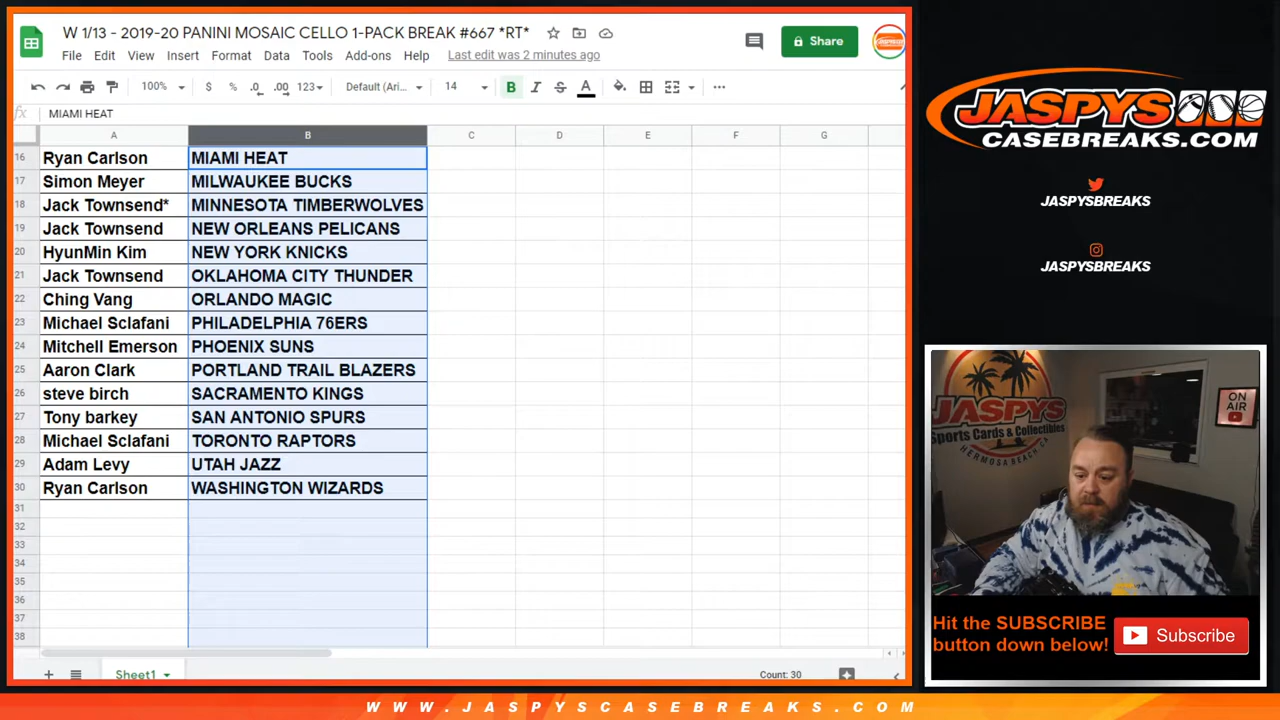 W 1/13 - 2019-20 PANINI MOSAIC CELLO 1-PACK BREAK #667 *RT*
File Edit View Insert Format Data Tools Add-ons Help Last edit was 2 minutes ago
Share
100% $ % .0 .00 123 Default (Ari... 14 B I S A
fx MIAMI HEAT
A B C D E F G
16 Ryan Carlson MIAMI HEAT
17 Simon Meyer MILWAUKEE BUCKS
18 Jack Townsend* MINNESOTA TIMBERWOLVES
19 Jack Townsend NEW ORLEANS PELICANS
20 HyunMin Kim NEW YORK KNICKS
21 Jack Townsend OKLAHOMA CITY THUNDER
22 Ching Vang ORLANDO MAGIC
23 Michael Sclafani PHILADELPHIA 76ERS
24 Mitchell Emerson PHOENIX SUNS
25 Aaron Clark PORTLAND TRAIL BLAZERS
26 steve birch SACRAMENTO KINGS
27 Tony barkey SAN ANTONIO SPURS
28 Michael Sclafani TORONTO RAPTORS
29 Adam Levy UTAH JAZZ
30 Ryan Carlson WASHINGTON WIZARDS
31
32
33
34
35
36
37
38
Sheet1
Count: 30
JASPYS
CASEBREAKS.COM
JASPYSBREAKS
JASPYSBREAKS
JASPYS
Sports Cards & Collectibles
HERMOSA BEACH CA
ON
AIR
Hit the SUBSCRIBE
button down below!
Subscribe
WWW.JASPYSCASEBREAKS.COM